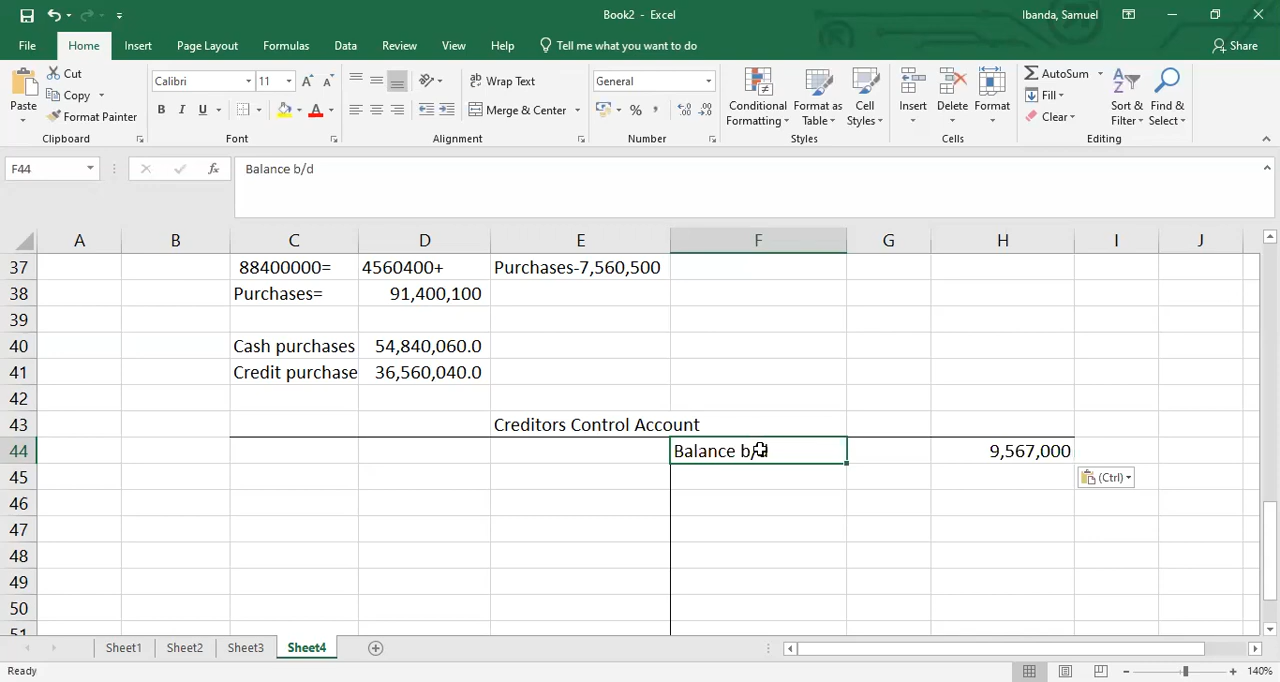 Book2 - Excel
Ibanda, Samuel
File Home Insert Page Layout Formulas Data Review View Help Tell me what you want to do Share
Paste
Cut
Copy
Format Painter
Clipboard
Calibri 11
B I U A
Font
Wrap Text
Merge & Center
Alignment
General
%
Number
Conditional Formatting
Format as Table
Cell Styles
Styles
Insert Delete Format
Cells
AutoSum
Fill
Clear
Sort & Filter
Find & Select
Editing
F44 fx Balance b/d
A B C D E F G H I J
37 88400000= 4560400+ Purchases-7,560,500
38 Purchases= 91,400,100
39
40 Cash purchases 54,840,060.0
41 Credit purchase 36,560,040.0
42
43 Creditors Control Account
44 Balance b/d 9,567,000
45 (Ctrl)
46
47
48
49
50
51
Sheet1 Sheet2 Sheet3 Sheet4
Ready 140%